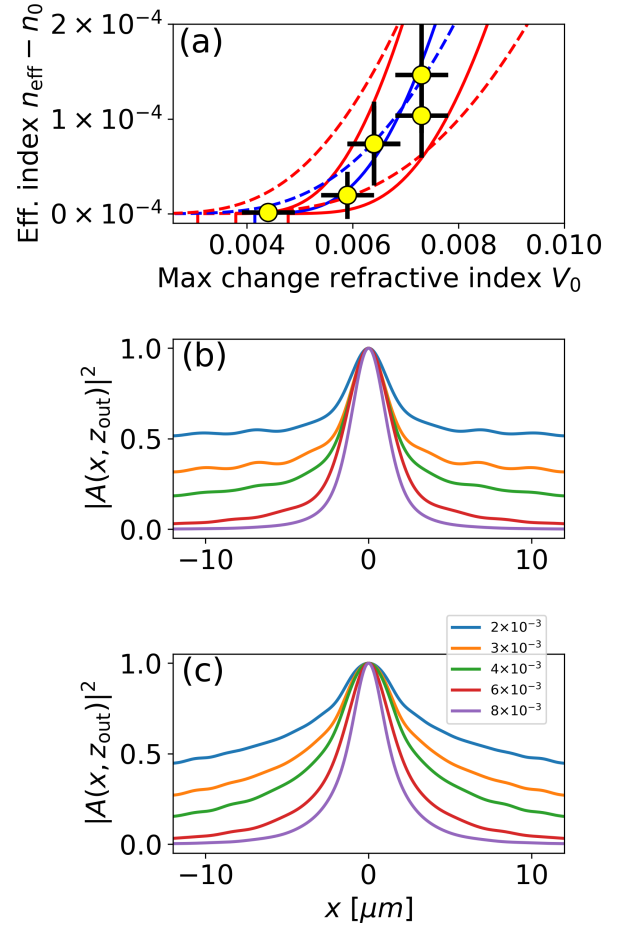 (a)
Eff. index n_eff − n_0
2 × 10⁻⁴
1 × 10⁻⁴
0 × 10⁻⁴
0.004 0.006 0.008 0.010
Max change refractive index V_0
(b)
|A(x, z_out)|²
1.0
0.5
0.0
−10 0 10
2×10⁻³
3×10⁻³
4×10⁻³
6×10⁻³
8×10⁻³
(c)
|A(x, z_out)|²
1.0
0.5
0.0
−10 0 10
x [μm]